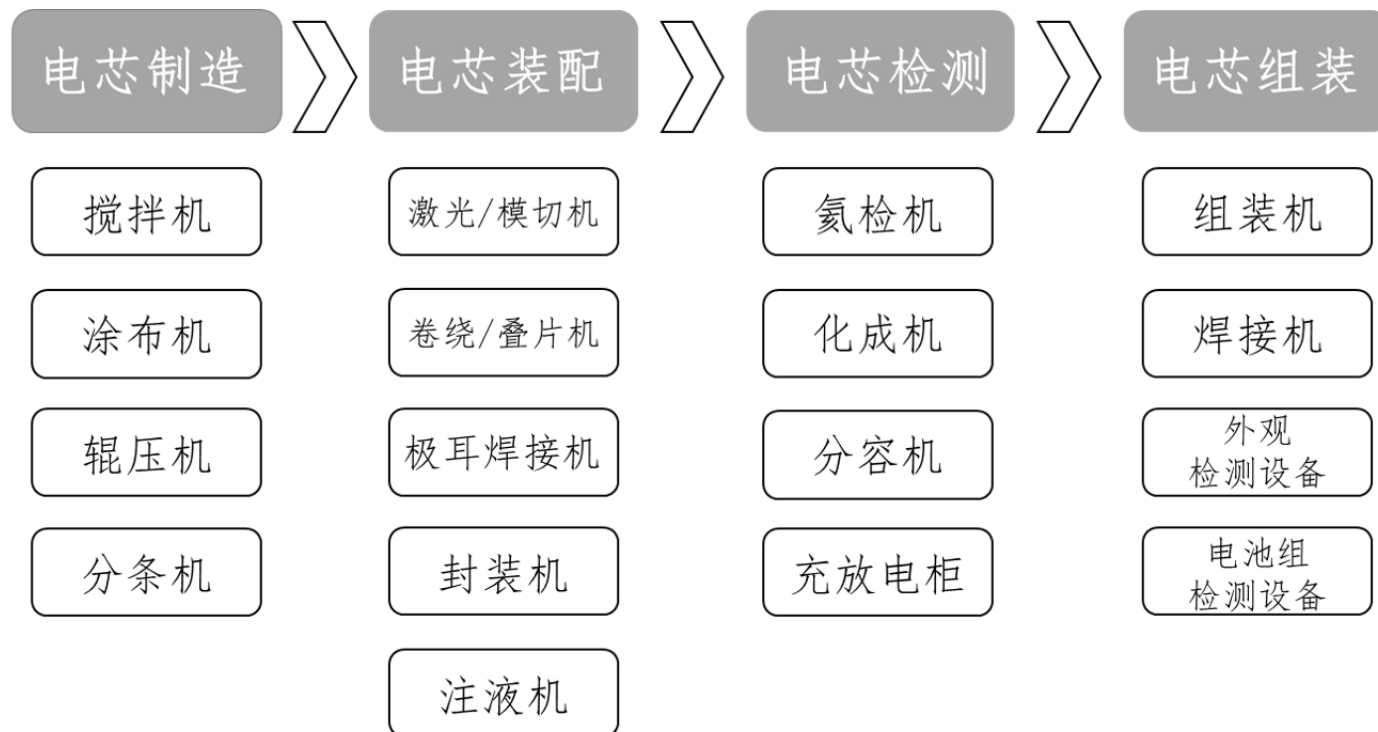 电芯制造
电芯装配
电芯检测
电芯组装
搅拌机
激光/模切机
氦检机
组装机
涂布机
卷绕/叠片机
化成机
焊接机
辊压机
极耳焊接机
分容机
外观
检测设备
分条机
封装机
充放电柜
电池组
检测设备
注液机